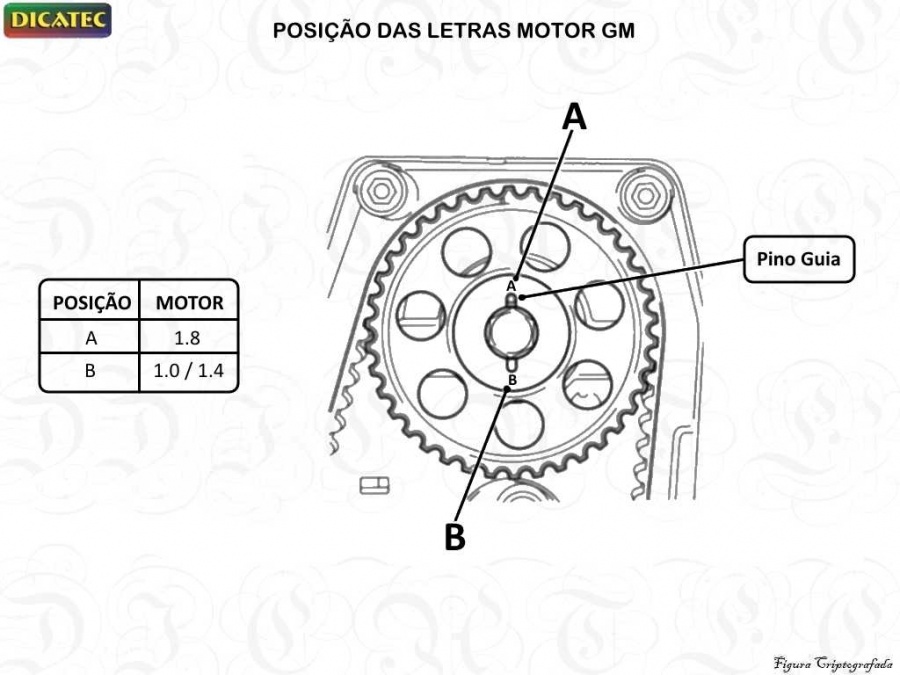 DICATEC
POSIÇÃO DAS LETRAS MOTOR GM
A
Pino Guia
POSIÇÃO MOTOR
A 1.8
B 1.0 / 1.4
A
B
B
Figura Criptografada